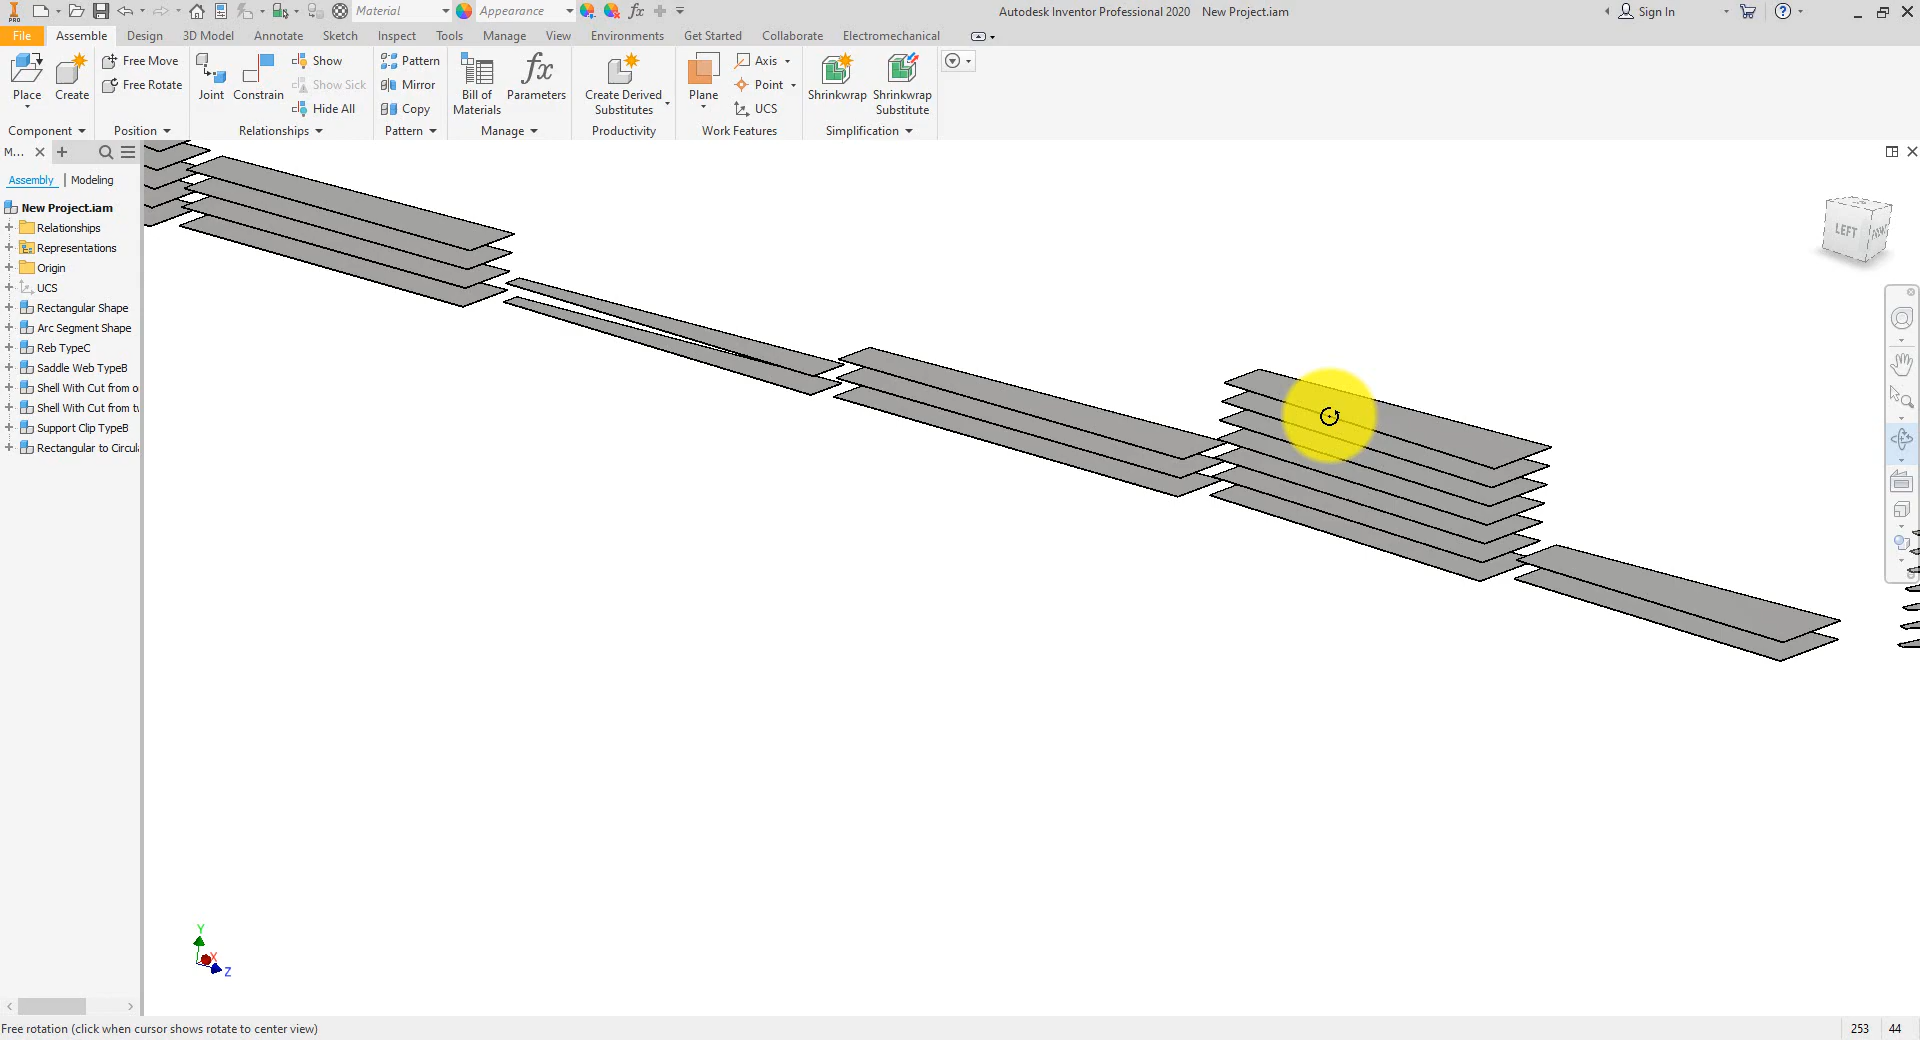 PRO
Material
Appearance
fx
Autodesk Inventor Professional 2020 New Project.iam
Sign In
File
Assemble
Design
3D Model
Annotate
Sketch
Inspect
Tools
Manage
View
Environments
Get Started
Collaborate
Electromechanical
Place
Create
Free Move
Free Rotate
Joint
Constrain
Show
Show Sick
Hide All
Pattern
Mirror
Copy
Bill of
Materials
fx
Parameters
Create Derived
Substitutes
Plane
Axis
Point
UCS
Shrinkwrap
Shrinkwrap
Substitute
Component
Position
Relationships
Pattern
Manage
Productivity
Work Features
Simplification
M...
Assembly | Modeling
New Project.iam
Relationships
Representations
Origin
UCS
Rectangular Shape
Arc Segment Shape
Reb TypeC
Saddle Web TypeB
Shell With Cut from o
Shell With Cut from
Support Clip TypeB
Rectangular to Circul
LEFT
Y
X
Z
Free rotation (click when cursor shows rotate to center view)
253
44